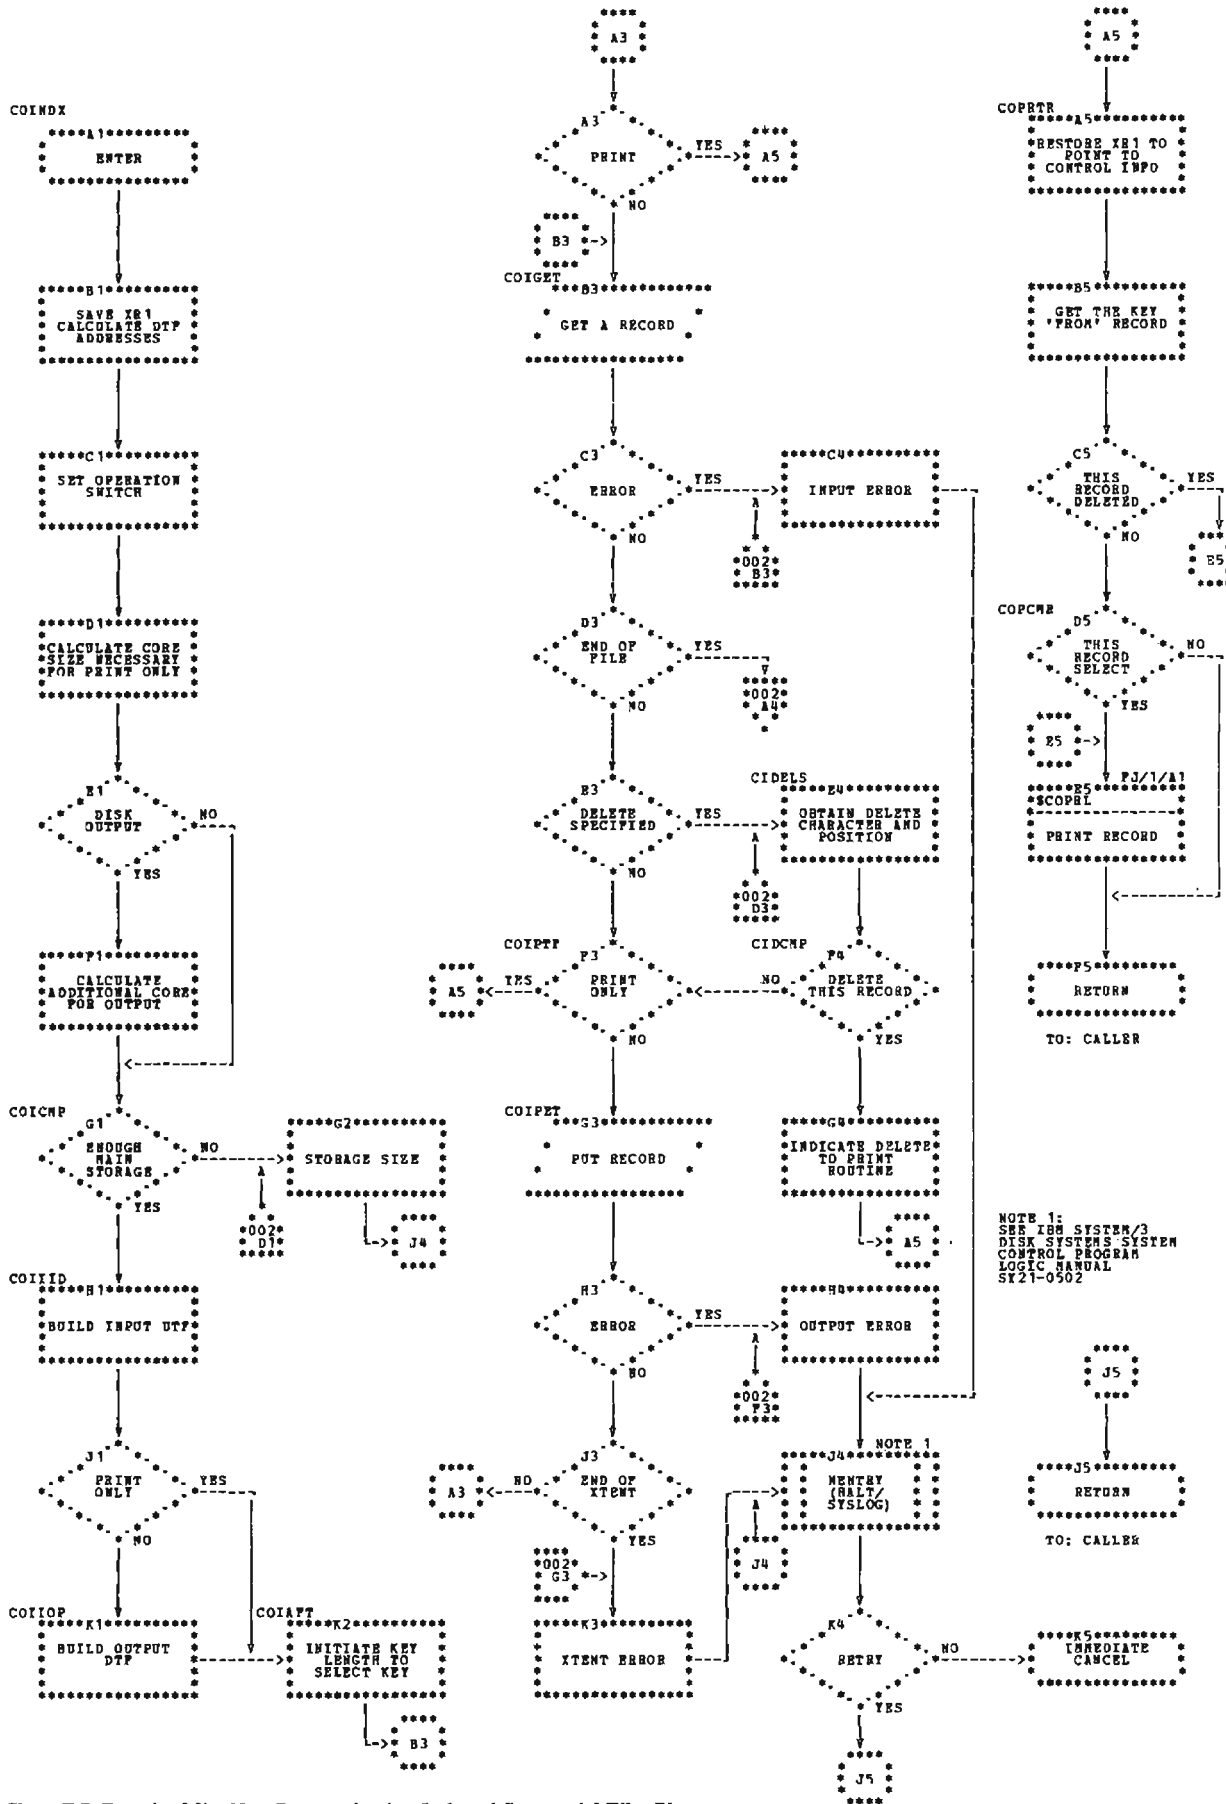 COINDX
A1
ENTER
B1
SAVE XR1
CALCULATE DTF
ADDRESSES
C1
SET OPERATION
SWITCH
D1
CALCULATE CORE
SIZE NECESSARY
FOR PRINT ONLY
E1
DISK
OUTPUT
NO
YES
F1
CALCULATE
ADDITIONAL CORE
FOR OUTPUT
COICMP
G1
ENOUGH
MAIN
STORAGE
NO
YES
G2
STORAGE SIZE
A
002
D1
J4
COIIID
H1
BUILD INPUT DTF
J1
PRINT
ONLY
YES
NO
COIIOP
K1
BUILD OUTPUT
DTF
COIAFT
K2
INITIATE KEY
LENGTH TO
SELECT KEY
B3
A3
A3
PRINT
YES
A5
NO
B3
COIGET
B3
GET A RECORD
C3
ERROR
YES
NO
A
002
B3
C4
INPUT ERROR
D3
END OF
FILE
YES
NO
002
A4
E3
DELETE
SPECIFIED
YES
NO
A
002
D3
CIDELS
E4
OBTAIN DELETE
CHARACTER AND
POSITION
COIPTP
F3
PRINT
ONLY
YES
A5
NO
CIDCMP
F4
DELETE
THIS RECORD
NO
YES
COIPET
G3
PUT RECORD
G4
INDICATE DELETE
TO PRINT
ROUTINE
A5
H3
ERROR
YES
NO
A
002
F3
H4
OUTPUT ERROR
J3
END OF
XTENT
NO
A3
YES
002
G3
K3
XTENT ERROR
NOTE 1
J4
MENTRY
(HALT/
SYSLOG)
A
J4
K4
RETRY
NO
YES
K5
IMMEDIATE
CANCEL
J5
A5
COPRTR
A5
RESTORE XR1 TO
POINT TO
CONTROL INFO
B5
GET THE KEY
'FROM' RECORD
C5
THIS
RECORD
DELETED
YES
NO
E5
COPCMR
D5
THIS
RECORD
SELECT
NO
YES
E5
PJ/1/A1
E5
$COPRL
PRINT RECORD
F5
RETURN
TO: CALLER
NOTE 1:
SEE IBM SYSTEM/3
DISK SYSTEMS SYSTEM
CONTROL PROGRAM
LOGIC MANUAL
SY21-0502
J5
J5
RETURN
TO: CALLER